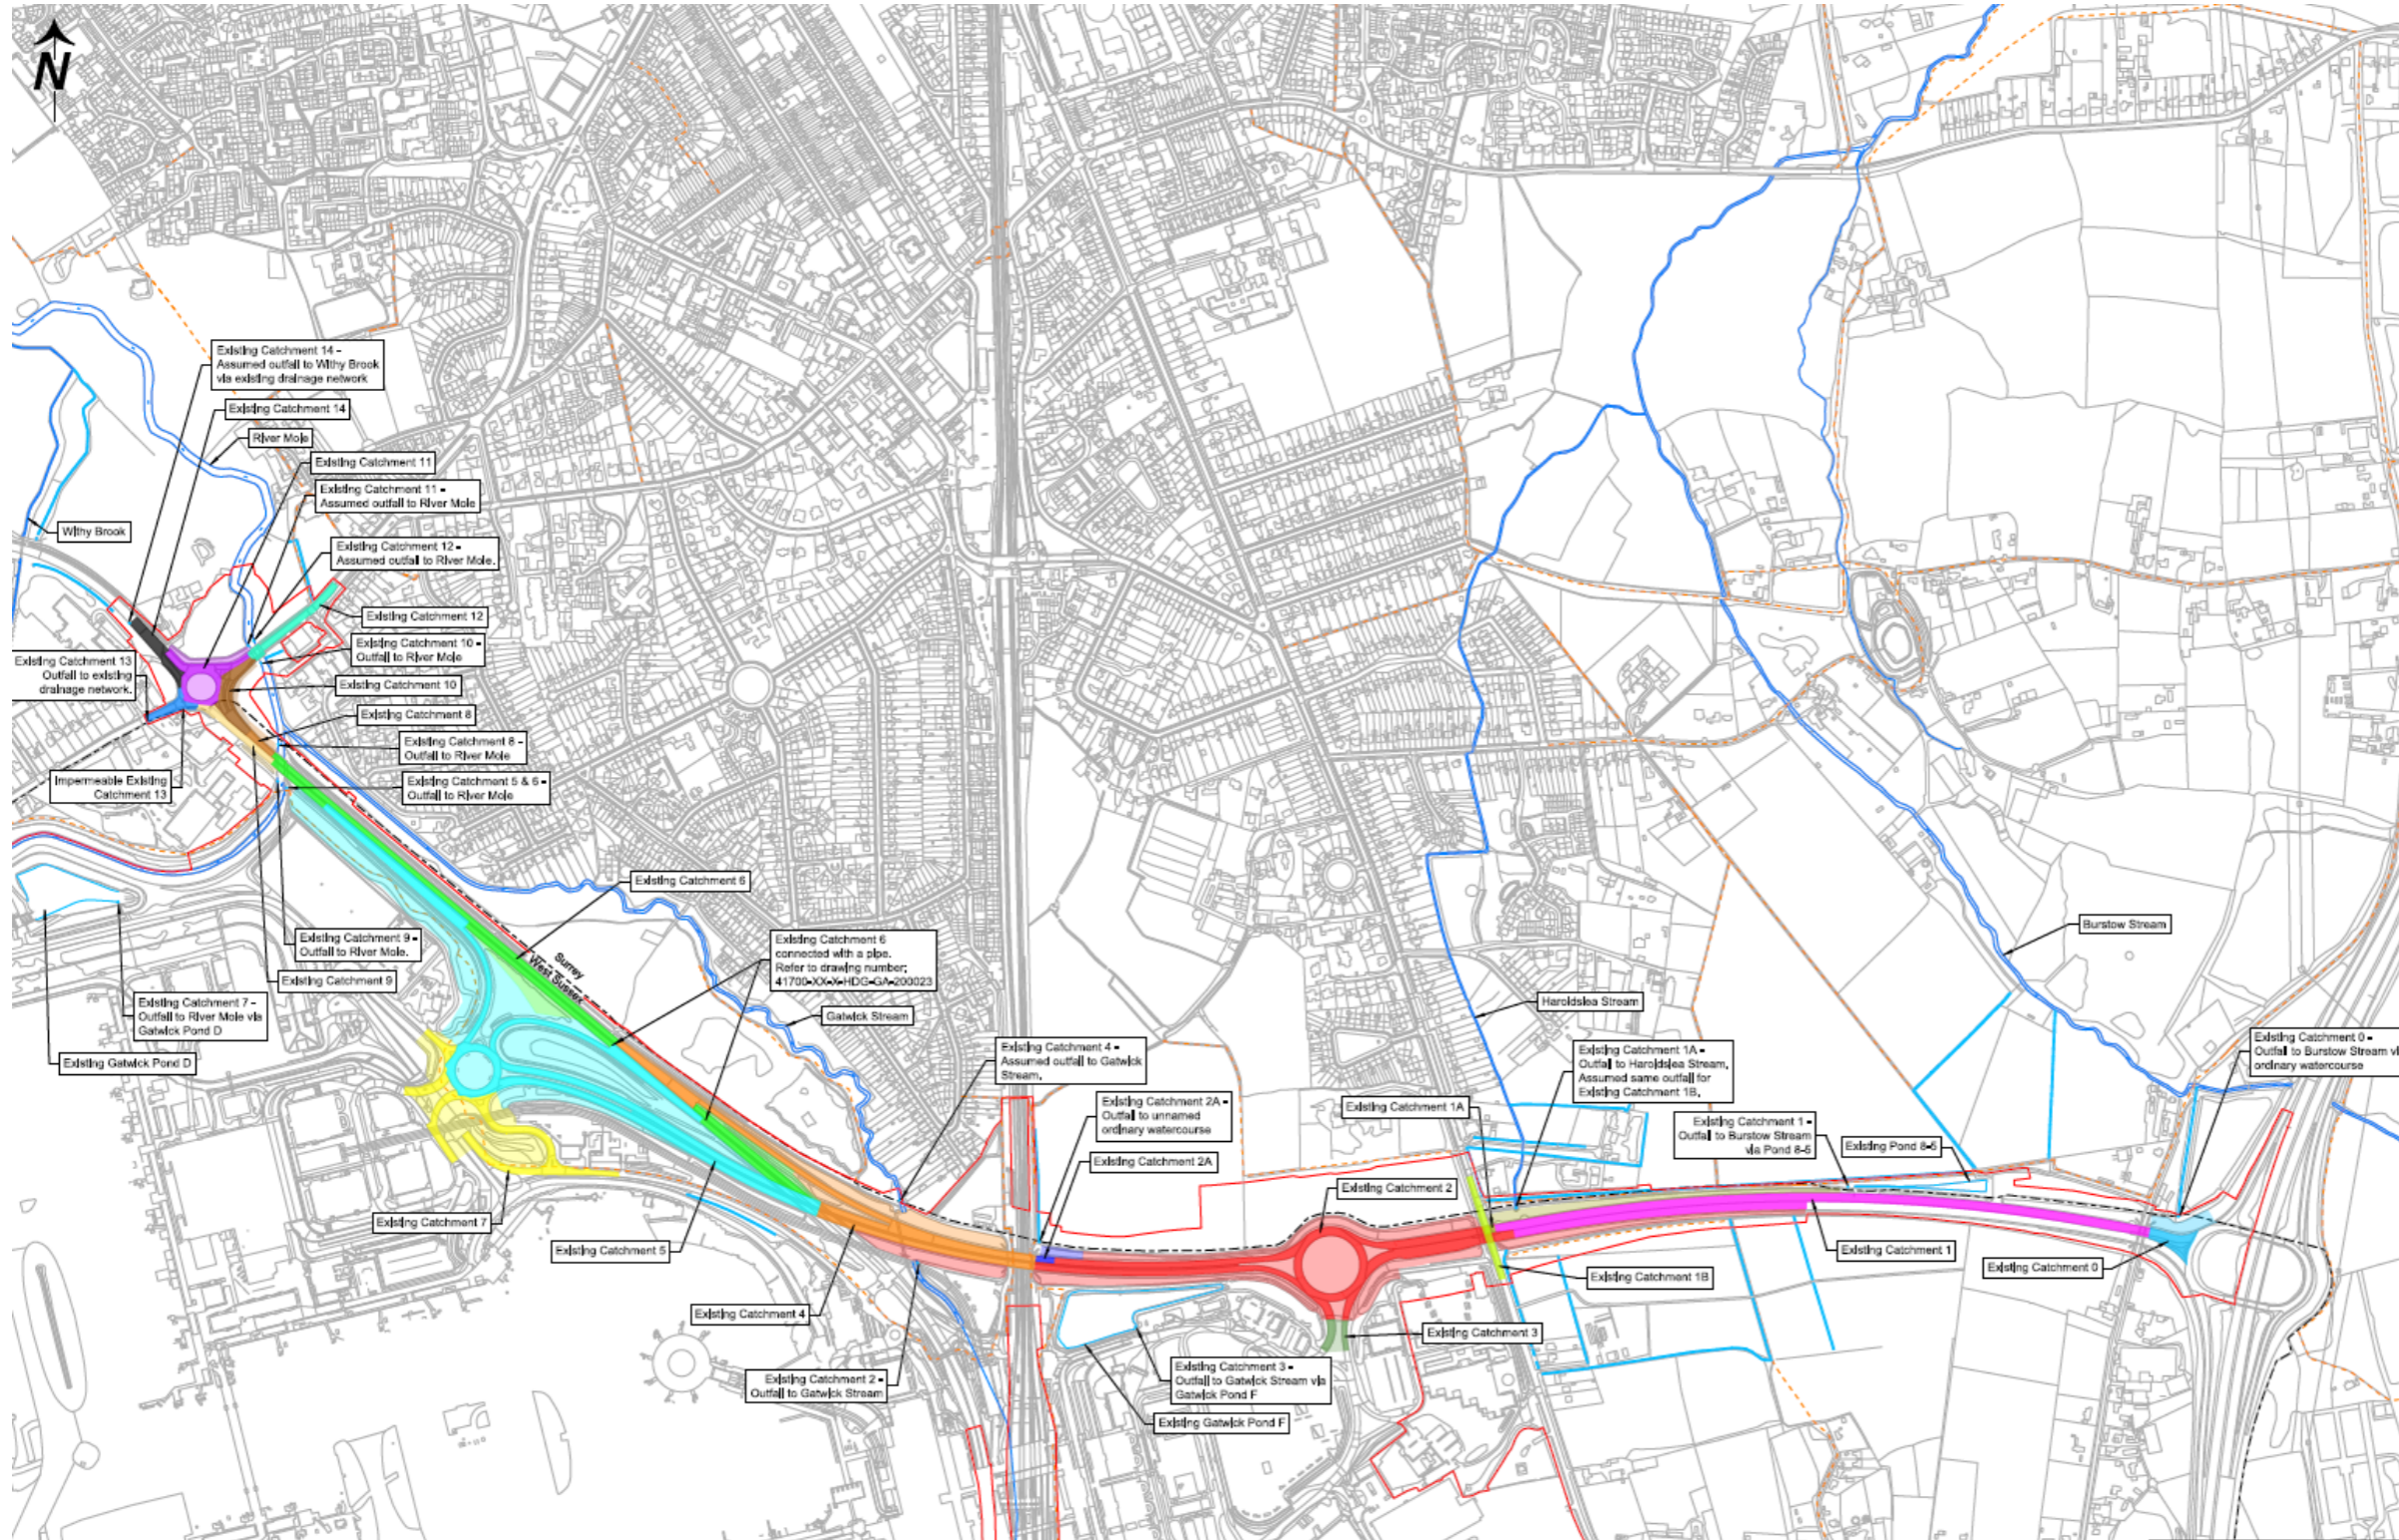 N
Existing Catchment 14 -
Assumed outfall to Withy Brook
via existing drainage network
Existing Catchment 14
River Mole
Existing Catchment 11
Existing Catchment 11 -
Assumed outfall to River Mole
Withy Brook
Existing Catchment 12 -
Assumed outfall to River Mole.
Existing Catchment 12
Existing Catchment 10 -
Outfall to River Mole
Existing Catchment 13
Outfall to existing
drainage network.
Existing Catchment 10
Existing Catchment 8
Existing Catchment 8 -
Outfall to River Mole
Impermeable Existing
Catchment 13
Existing Catchment 5 & 6 -
Outfall to River Mole
Existing Catchment 6
Existing Catchment 9 -
Outfall to River Mole.
Existing Catchment 9
Surrey
West Sussex
Existing Catchment 6
connected with a pipe.
Refer to drawing number;
41700-XX-X-HDG-GA-200023
Existing Catchment 7 -
Outfall to River Mole via
Gatwick Pond D
Existing Gatwick Pond D
Gatwick Stream
Burstow Stream
Haroldslea Stream
Existing Catchment 4 -
Assumed outfall to Gatwick
Stream.
Existing Catchment 1A -
Outfall to Haroldslea Stream,
Assumed same outfall for
Existing Catchment 1B.
Existing Catchment 0 -
Outfall to Burstow Stream vi
ordinary watercourse
Existing Catchment 2A -
Outfall to unnamed
ordinary watercourse
Existing Catchment 1A
Existing Catchment 1 -
Outfall to Burstow Stream
via Pond 8-5
Existing Pond 8-5
Existing Catchment 2A
Existing Catchment 2
Existing Catchment 7
Existing Catchment 5
Existing Catchment 1
Existing Catchment 0
Existing Catchment 1B
Existing Catchment 4
Existing Catchment 3
Existing Catchment 2 -
Outfall to Gatwick Stream
Existing Catchment 3 -
Outfall to Gatwick Stream via
Gatwick Pond F
Existing Gatwick Pond F